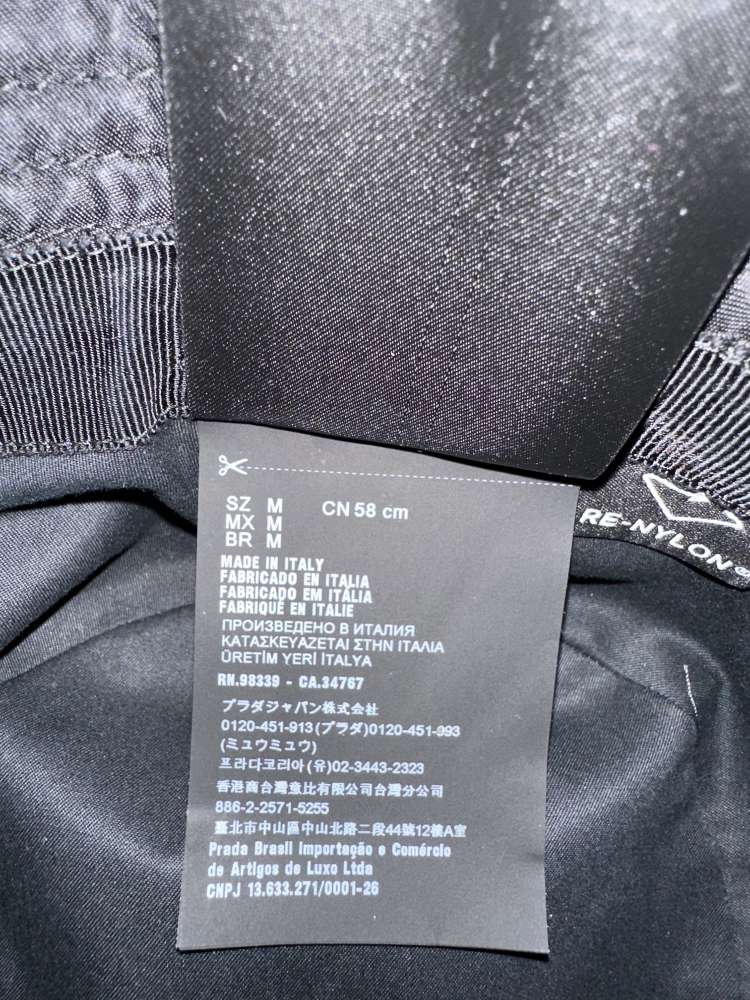 SZ M CN 58 cm
MX M
BR M
RE-NYLON®
MADE IN ITALY
FABRICADO EN ITALIA
FABRICADO EM ITÁLIA
FABRIQUÉ EN ITALIE
ПРОИЗВЕДЕНО В ИТАЛИЯ
ΚΑΤΑΣΚΕΥΑΖΕΤΑΙ ΣΤΗΝ ΙΤΑΛΙΑ
ÜRETİM YERİ İTALYA
RN.98339 - CA.34767
プラダジャパン株式会社
0120-451-913(プラダ)0120-451-993
(ミュウミュウ)
프라다코리아(유)02-3443-2323
香港商台灣意比有限公司台灣分公司
886-2-2571-5255
臺北市中山區中山北路二段44號12樓A室
Prada Brasil Importação e Comércio
de Artigos de Luxo Ltda
CNPJ 13.633.271/0001-26